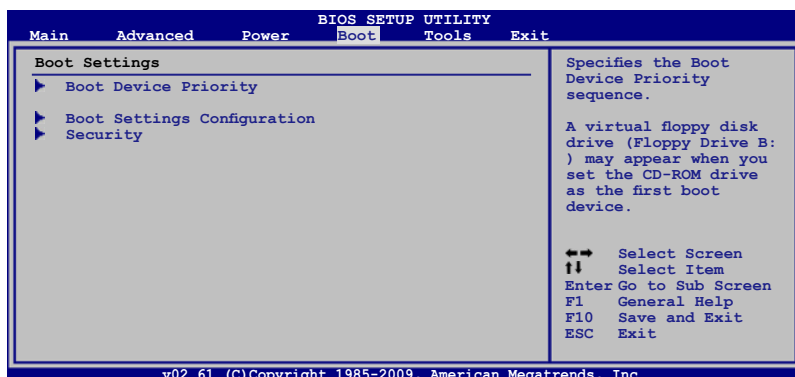 BIOS SETUP UTILITY
Main Advanced Power Boot Tools Exit
Boot Settings
Boot Device Priority
Boot Settings Configuration
Security
Specifies the Boot
Device Priority
sequence.
A virtual floppy disk
drive (Floppy Drive B:
) may appear when you
set the CD-ROM drive
as the first boot
device.
Select Screen
Select Item
Enter Go to Sub Screen
F1 General Help
F10 Save and Exit
ESC Exit
v02.61 (C)Copyright 1985-2009, American Megatrends, Inc.